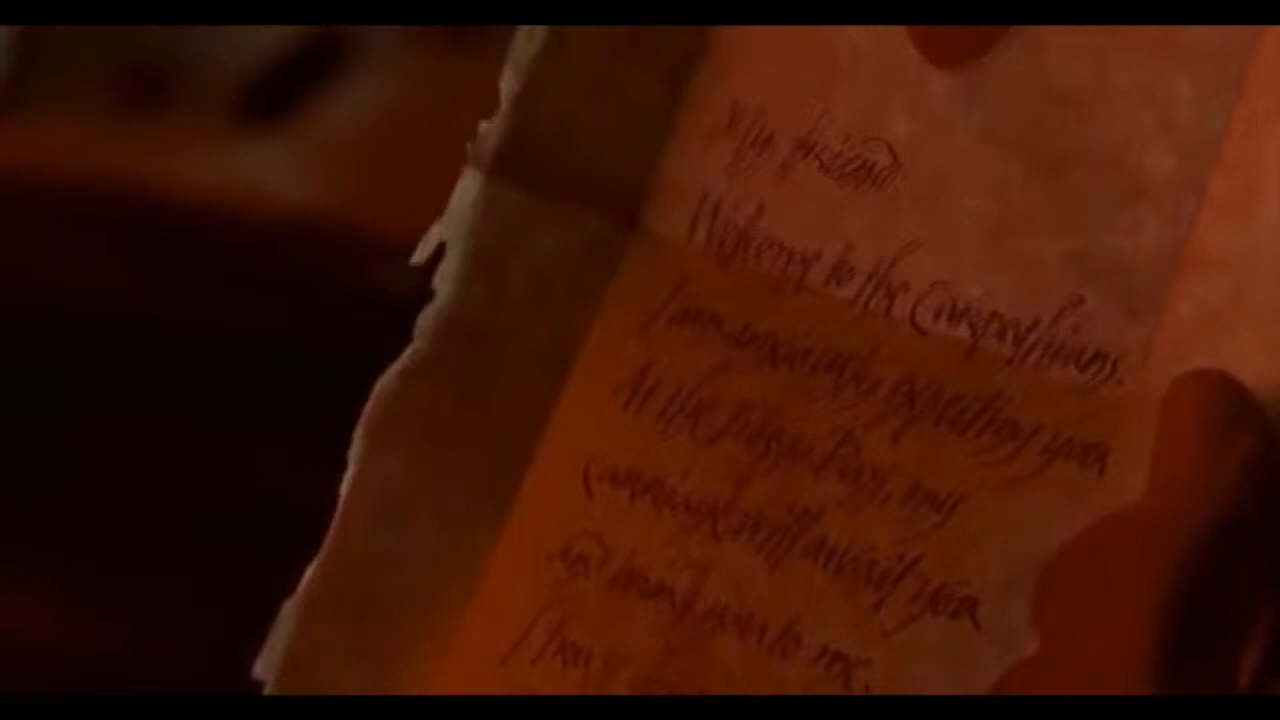 My friend
Welcome to the Carpathians.
I am anxiously expecting you
At the Borgo Pass, my
carriage will await you
and bring you to me.
I trust